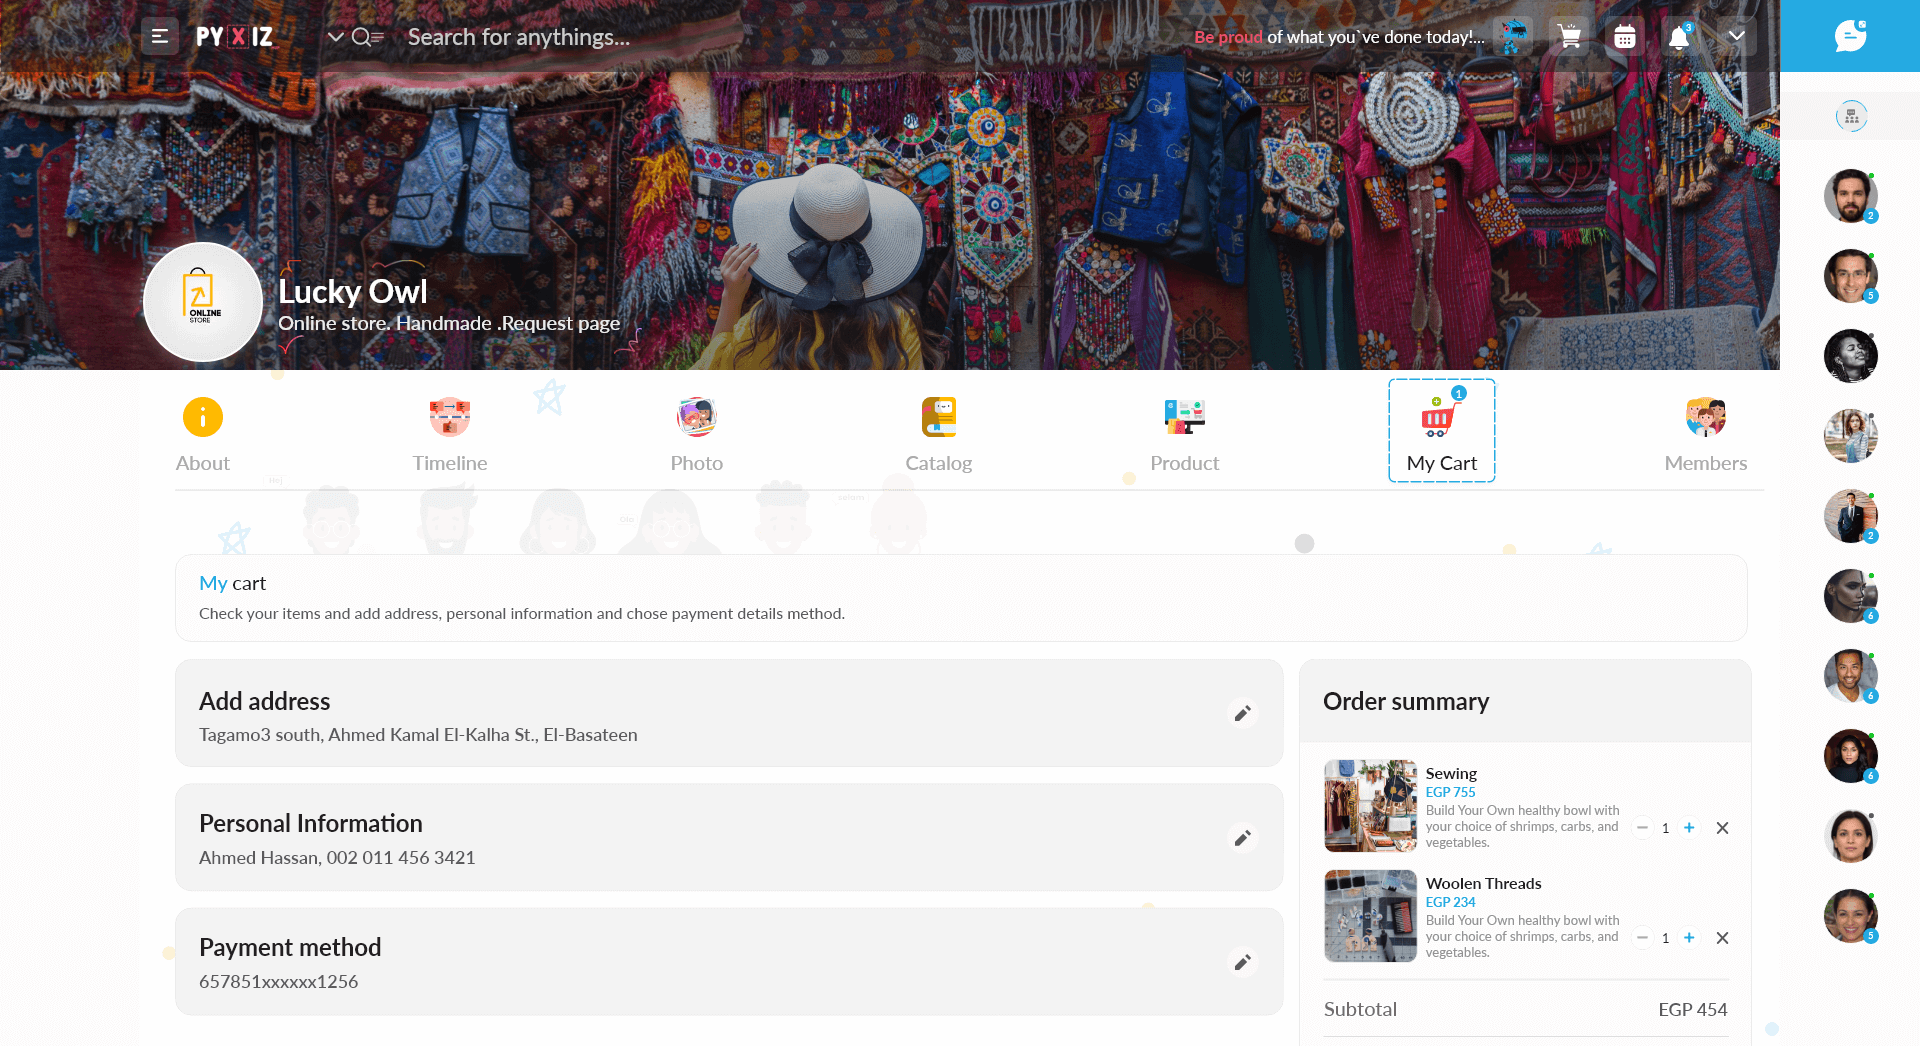 PYXIZ
Search for anythings...
Be proud of what you`ve done today!...
3
ONLINE
STORE
Lucky Owl
Online store. Handmade .Request page
About
Timeline
Photo
Catalog
Product
1
My Cart
Members
My cart
Check your items and add address, personal information and chose payment details method.
Add address
Tagamo3 south, Ahmed Kamal El-Kalha St., El-Basateen
Personal Information
Ahmed Hassan, 002 011 456 3421
Payment method
657851xxxxxx1256
Order summary
Sewing
EGP 755
Build Your Own healthy bowl with
your choice of shrimps, carbs, and
vegetables.
1
Woolen Threads
EGP 234
Build Your Own healthy bowl with
your choice of shrimps, carbs, and
vegetables.
1
Subtotal
EGP 454
2
5
2
6
6
6
5